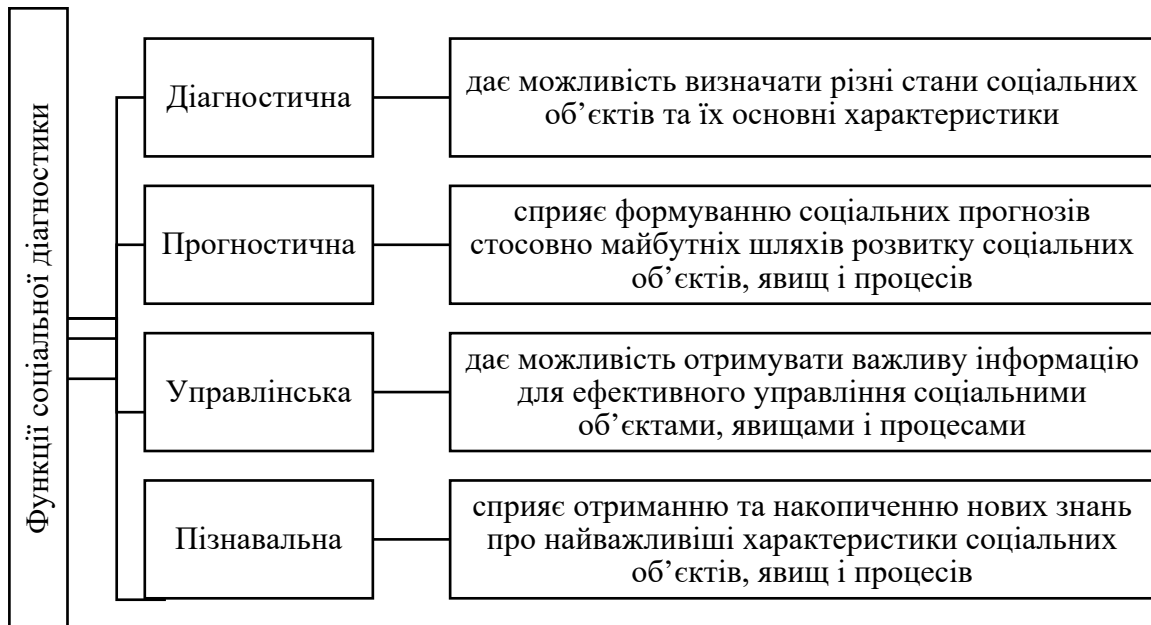 Функції соціальної діагностики
Діагностична
дає можливість визначати різні стани соціальних
об’єктів та їх основні характеристики
Прогностична
сприяє формуванню соціальних прогнозів
стосовно майбутніх шляхів розвитку соціальних
об’єктів, явищ і процесів
Управлінська
дає можливість отримувати важливу інформацію
для ефективного управління соціальними
об’єктами, явищами і процесами
Пізнавальна
сприяє отриманню та накопиченню нових знань
про найважливіші характеристики соціальних
об’єктів, явищ і процесів